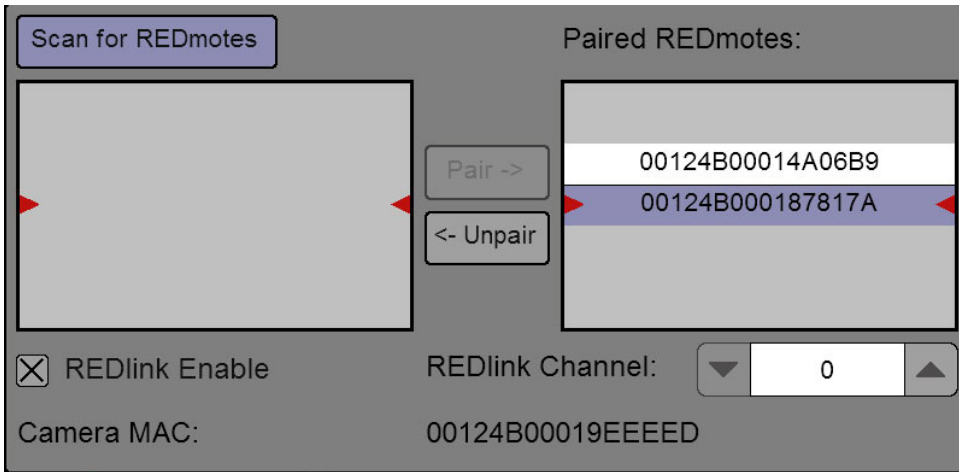 Scan for REDmotes
Paired REDmotes:
Pair ->
00124B00014A06B9
00124B000187817A
<- Unpair
REDlink Enable
REDlink Channel:
0
Camera MAC:
00124B00019EEEED